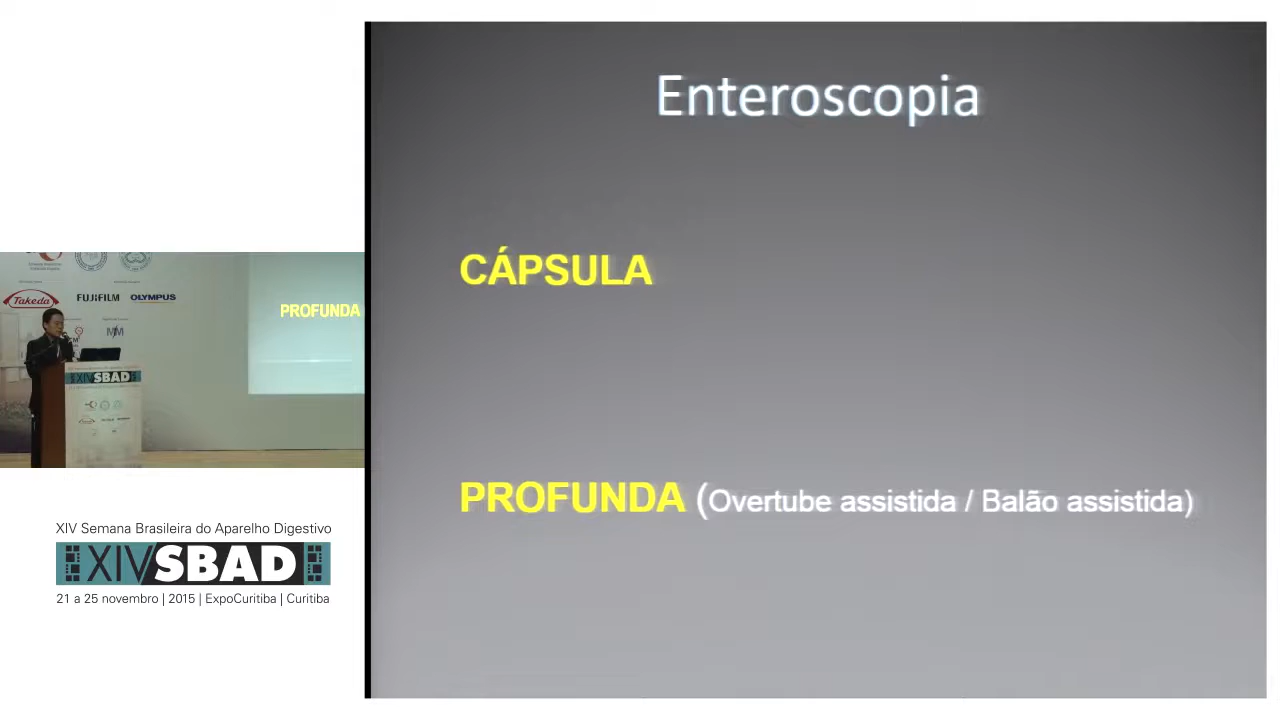 Enteroscopia
CÁPSULA
PROFUNDA (Overtube assistida / Balão assistida)
Takeda
FUJIFILM
OLYMPUS
PROFUNDA
XIVSBAD
XIV Semana Brasileira do Aparelho Digestivo
XIVSBAD
21 a 25 novembro | 2015 | ExpoCuritiba | Curitiba